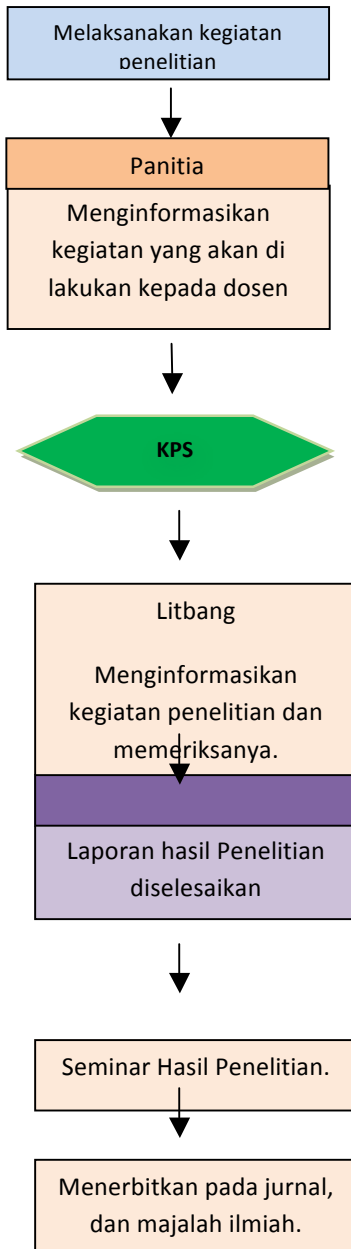 Melaksanakan kegiatan
penelitian
Panitia
Menginformasikan
kegiatan yang akan di
lakukan kepada dosen
KPS
Litbang
Menginformasikan
kegiatan penelitian dan
memeriksanya.
Laporan hasil Penelitian
diselesaikan
Seminar Hasil Penelitian.
Menerbitkan pada jurnal,
dan majalah ilmiah.